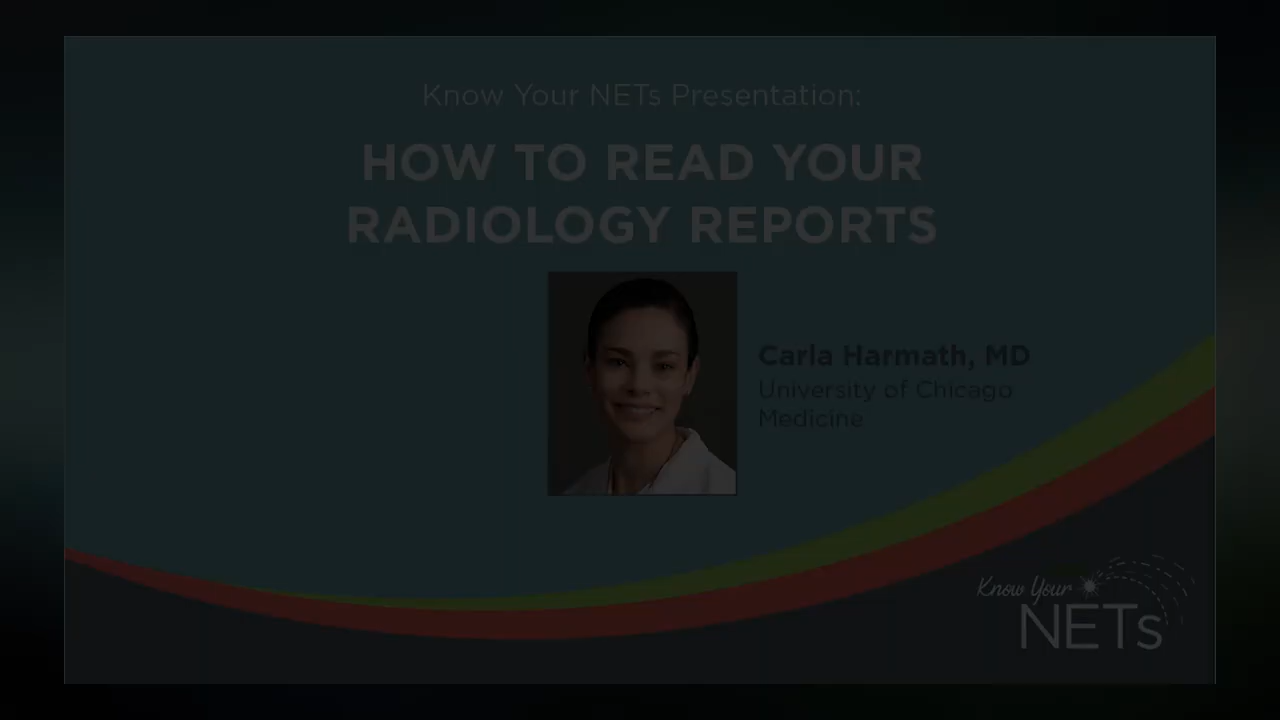 Know Your NETs Presentation:
HOW TO READ YOUR
RADIOLOGY REPORTS
Carla Harmath, MD
University of Chicago
Medicine
Know Your
NETs